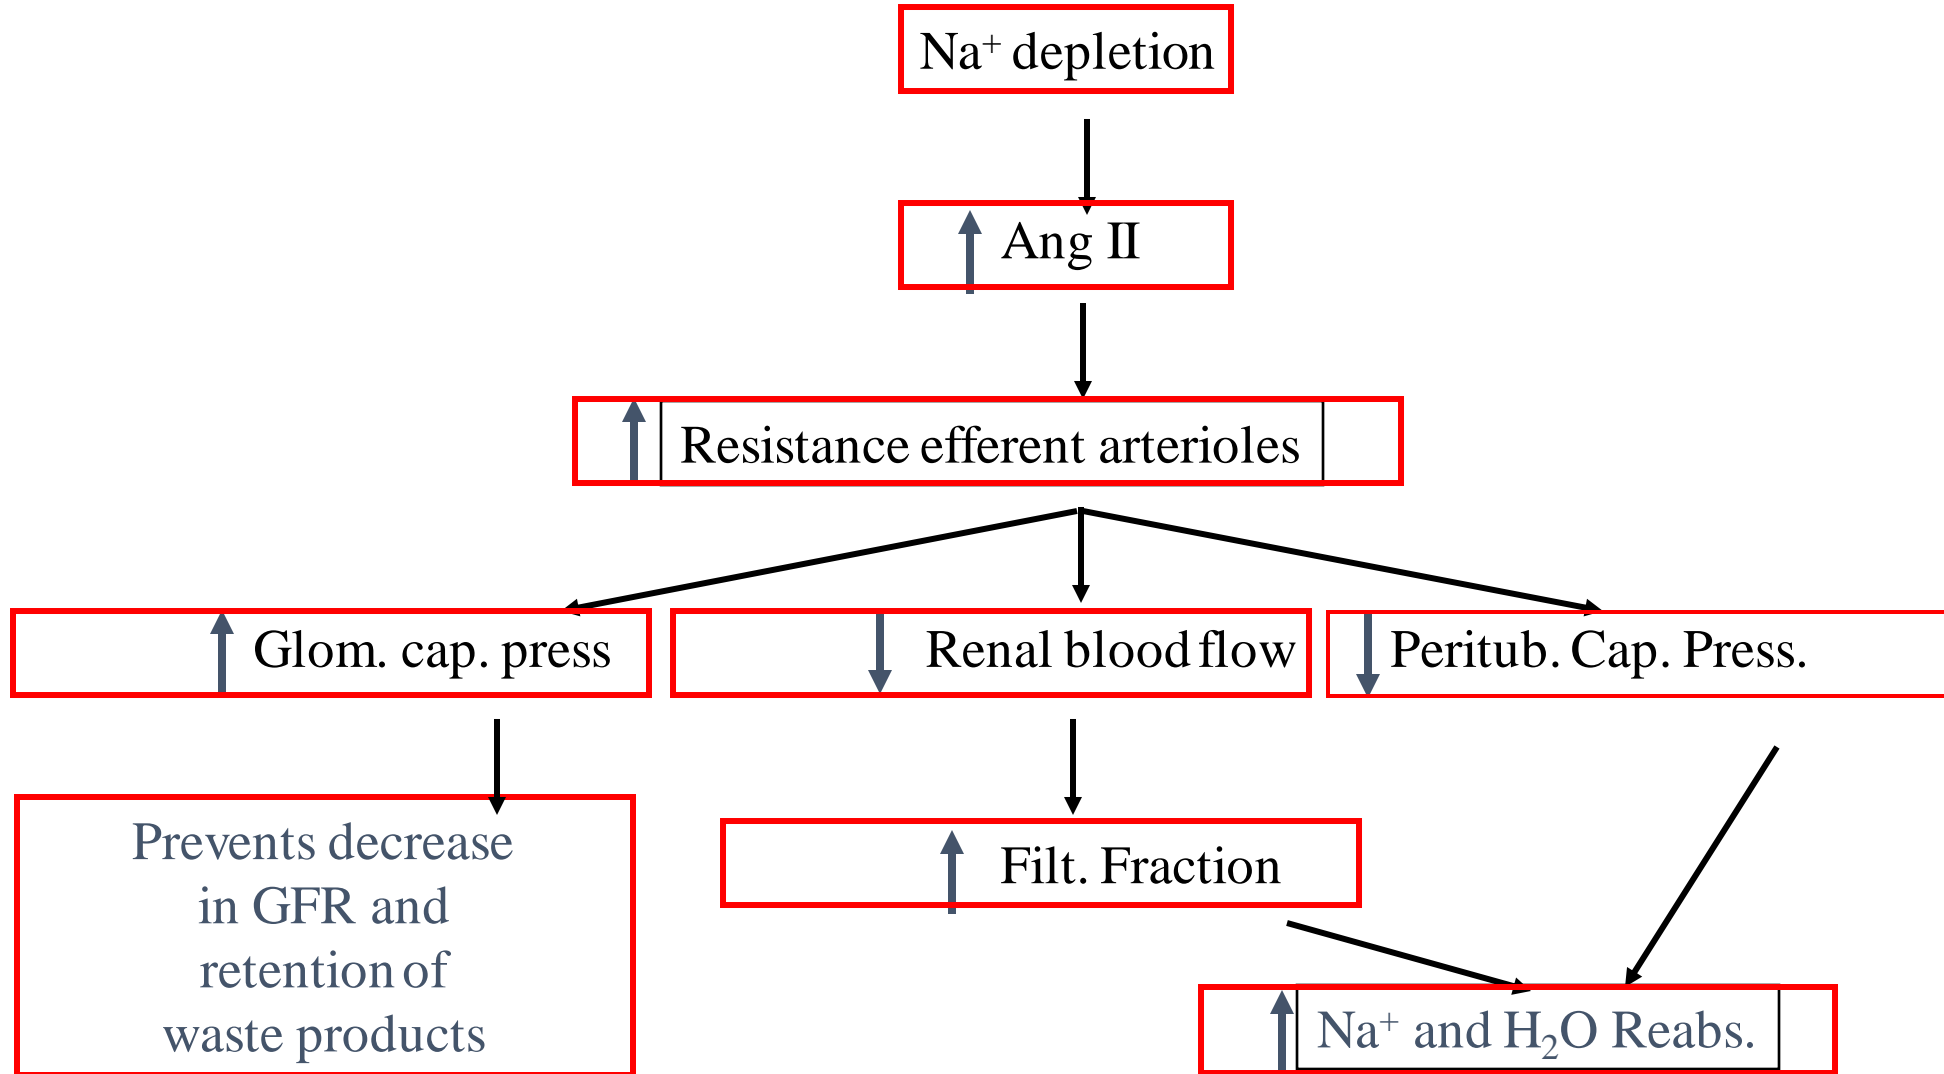 Na⁺ depletion
Ang II
Resistance efferent arterioles
Glom. cap. press
Renal blood flow
Peritub. Cap. Press.
Prevents decrease
in GFR and
retention of
waste products
Filt. Fraction
Na⁺ and H₂O Reabs.